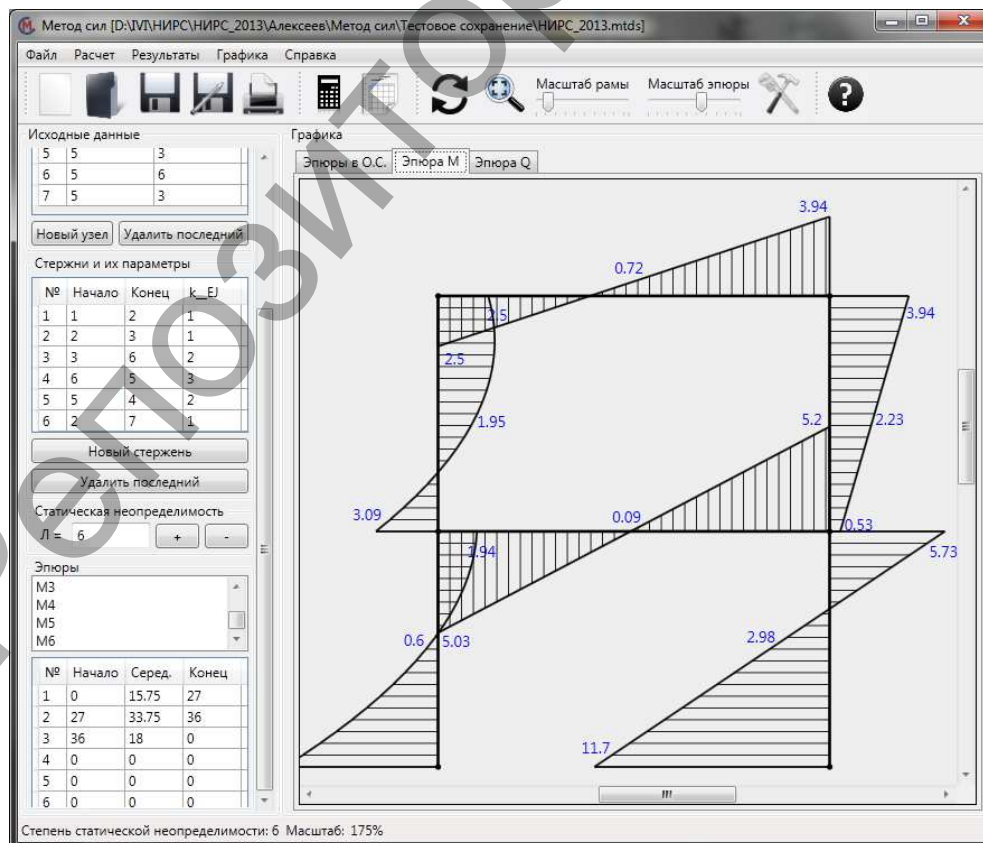 Метод сил [D:\IVI\НИРС\НИРС_2013\Алексеев\Метод сил\Тестовое сохранение\НИРС_2013.mtds]
Файл Расчет Результаты Графика Справка
Масштаб рамы Масштаб эпюры
Исходные данные
5 5 3
6 5 6
7 5 3
Новый узел Удалить последний
Стержни и их параметры
№ Начало Конец k__EJ
1 1 2 1
2 2 3 1
3 3 6 2
4 6 5 3
5 5 4 2
6 2 7 1
Новый стержень
Удалить последний
Статическая неопределимость
Л = 6 + -
Эпюры
M3
M4
M5
M6
№ Начало Серед. Конец
1 0 15.75 27
2 27 33.75 36
3 36 18 0
4 0 0 0
5 0 0 0
6 0 0 0
Графика
Эпюры в О.С. Эпюра M Эпюра Q
3.94
0.72
2.5
3.94
2.5
1.95
5.2
2.23
3.09
0.09
0.53
1.94
5.73
0.6
5.03
2.98
11.7
Степень статической неопределимости: 6 Масштаб: 175%
Репозитор